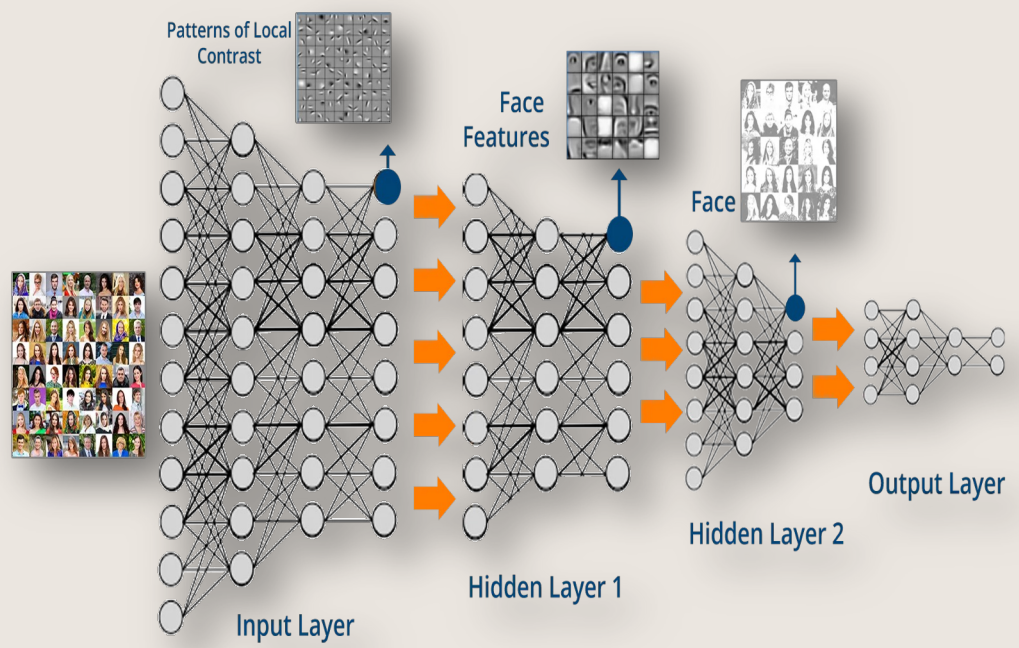 Patterns of Local
Contrast
Face
Features
Face
Input Layer
Hidden Layer 1
Hidden Layer 2
Output Layer